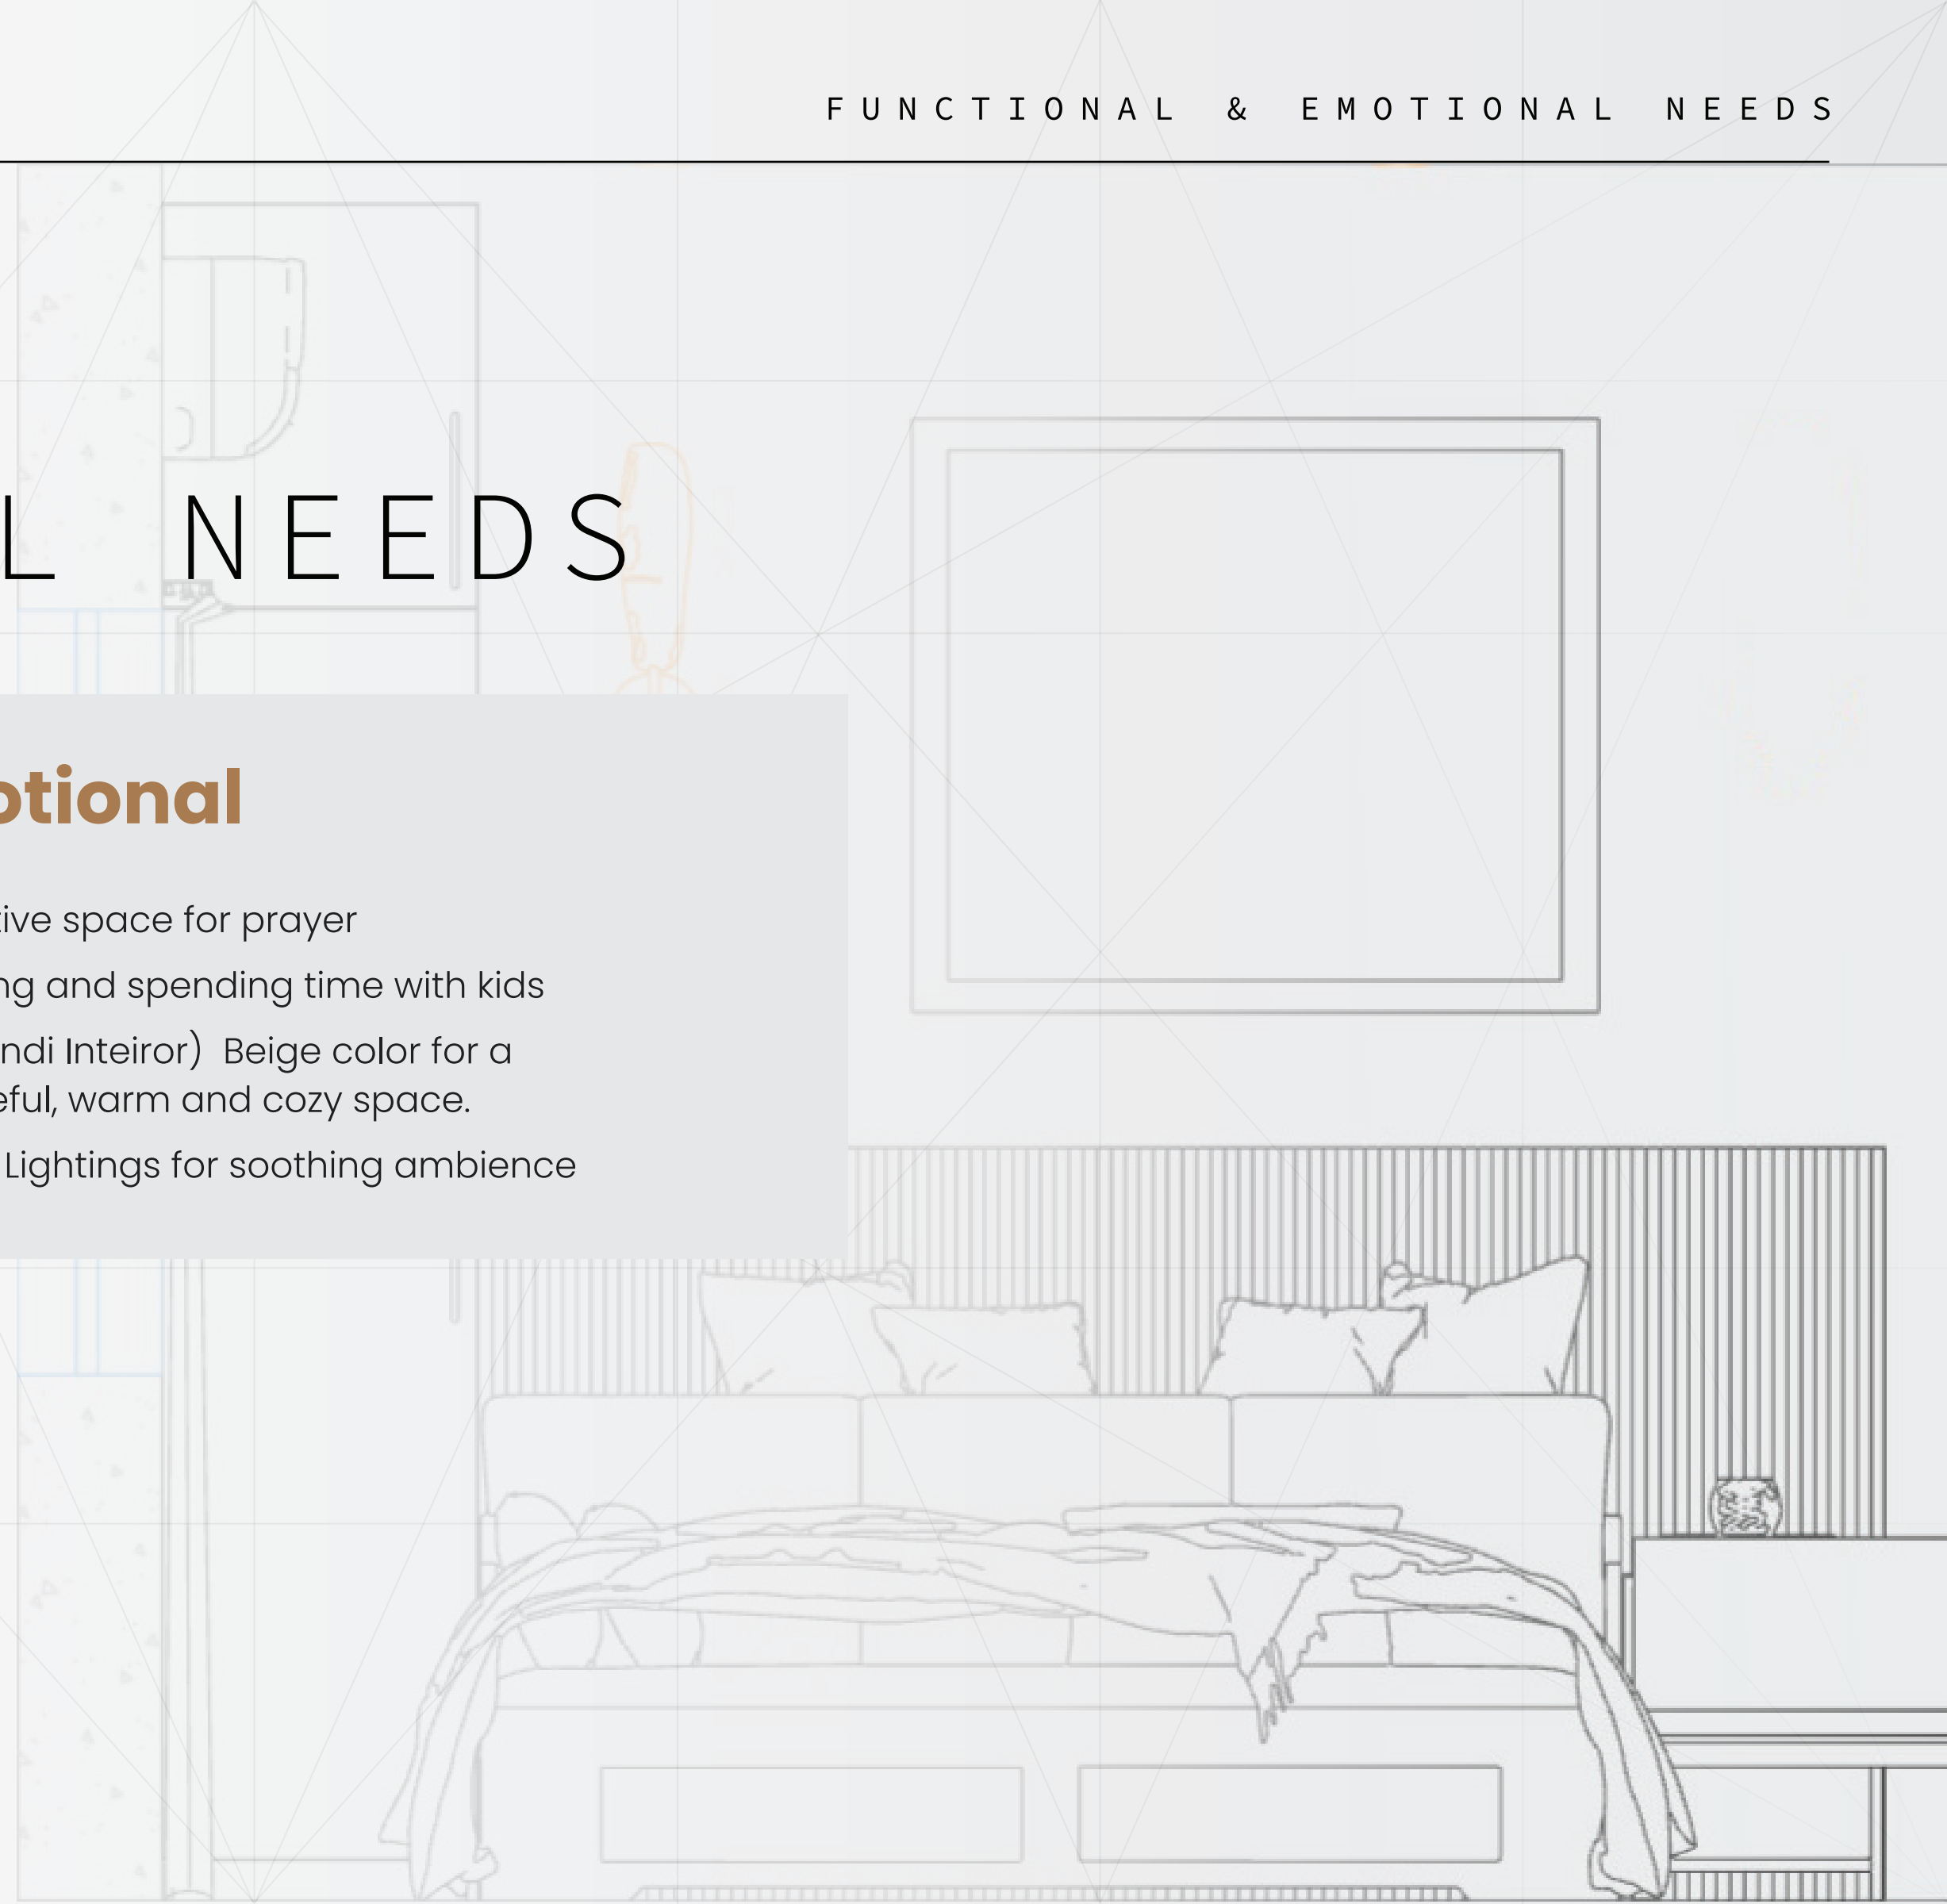 FUNCTIONAL & EMOTIONAL NEEDS
L NEEDS
otional
tive space for prayer
ng and spending time with kids
ndi Inteiror) Beige color for a
eful, warm and cozy space.
Lightings for soothing ambience